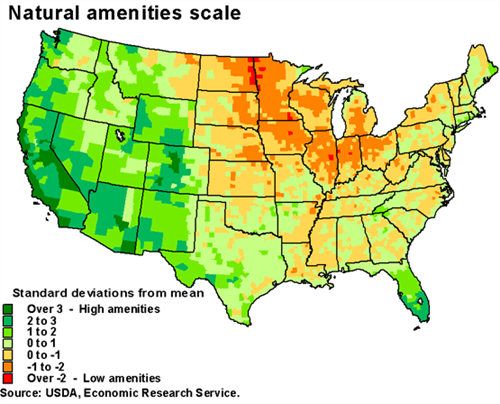 Natural amenities scale
Standard deviations from mean
Over 3 - High amenities
2 to 3
1 to 2
0 to 1
0 to -1
-1 to -2
Over -2 - Low amenities
Source: USDA, Economic Research Service.